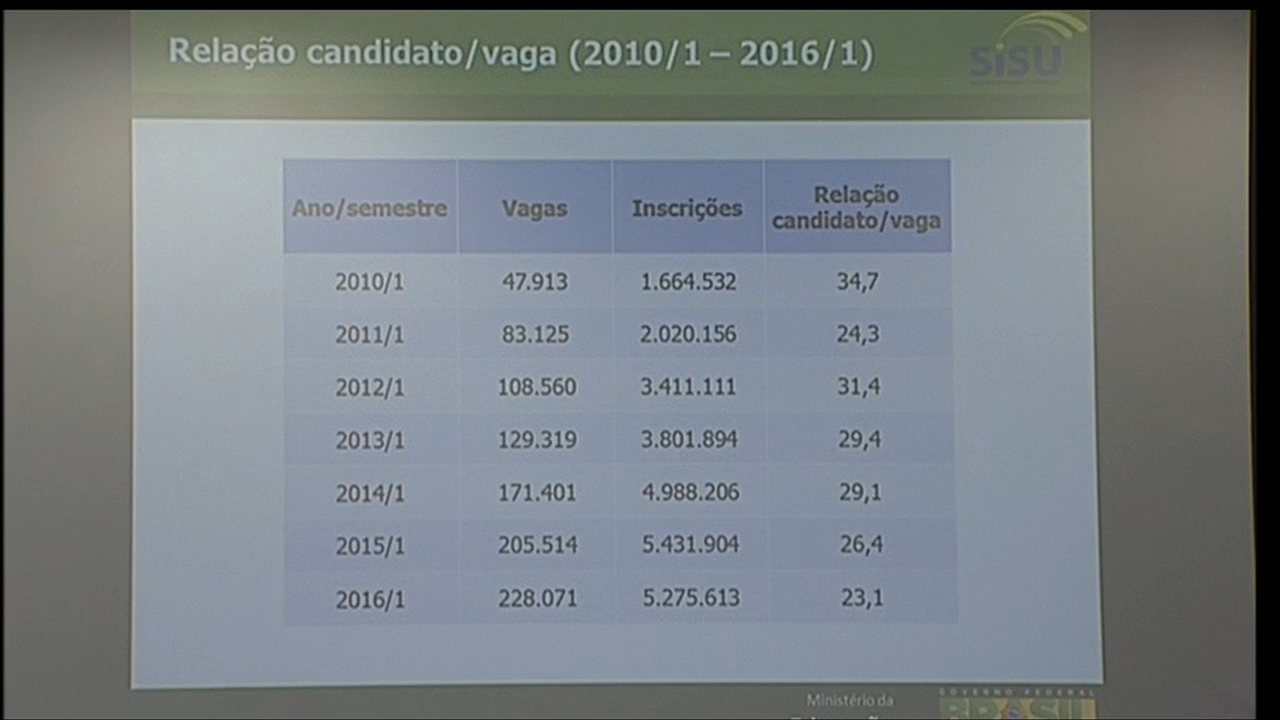 Relação candidato/vaga (2010/1 – 2016/1)
SiSU
Ano/semestre Vagas Inscrições Relação candidato/vaga
2010/1 47.913 1.664.532 34,7
2011/1 83.125 2.020.156 24,3
2012/1 108.560 3.411.111 31,4
2013/1 129.319 3.801.894 29,4
2014/1 171.401 4.988.206 29,1
2015/1 205.514 5.431.904 26,4
2016/1 228.071 5.275.613 23,1
Ministério da
GOVERNO FEDERAL
BRASIL